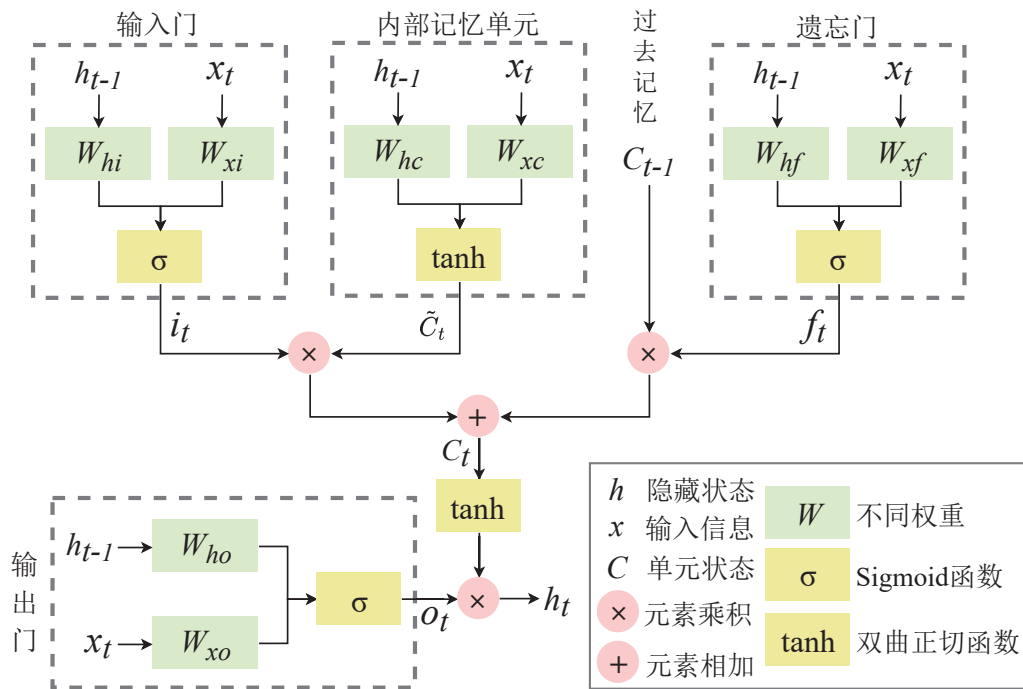 输入门
h_{t-1} x_t
W_{hi} W_{xi}
σ
i_t
内部记忆单元
h_{t-1} x_t
W_{hc} W_{xc}
tanh
C̃_t
过去记忆
C_{t-1}
遗忘门
h_{t-1} x_t
W_{hf} W_{xf}
σ
f_t
×
×
+
C_t
tanh
输出门
h_{t-1} W_{ho}
x_t W_{xo}
σ
o_t
×
h_t
h 隐藏状态
x 输入信息
C 单元状态
× 元素乘积
+ 元素相加
W 不同权重
σ Sigmoid函数
tanh 双曲正切函数